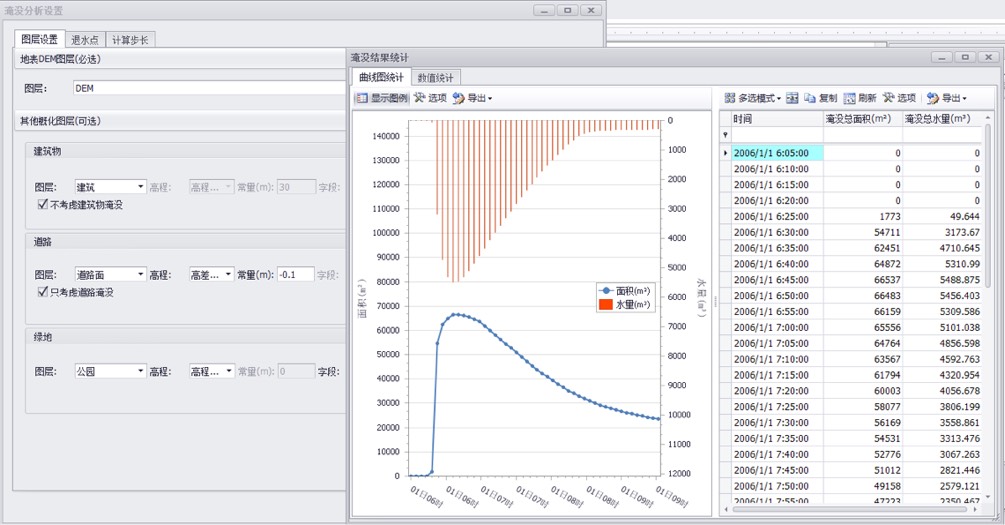 淹没分析设置
图层设置 退水点 计算步长
地表DEM图层(必选)
图层: DEM
其他概化图层(可选)
建筑物
图层: 建筑 高程: 高程... 常量(m): 30 字段:
不考虑建筑物淹没
道路
图层: 道路面 高程: 高差... 常量(m): -0.1 字段:
只考虑道路淹没
绿地
图层: 公园 高程: 高程... 常量(m): 0 字段:
淹没结果统计
曲线图统计 数值统计
显示图例 选项 导出
140000
130000
120000
110000
100000
90000
80000
70000
60000
50000
40000
30000
20000
10000
0
面积(m²)
0
1000
2000
3000
4000
5000
6000
7000
8000
9000
10000
11000
12000
水量(m³)
面积(m²)
水量(m³)
01日06时 01日06时 01日07时 01日07时 01日08时 01日08时 01日09时 01日09时
多选模式 复制 刷新 选项 导出
时间 淹没总面积(m²) 淹没总水量(m³)
2006/1/1 6:05:00 0 0
2006/1/1 6:10:00 0 0
2006/1/1 6:15:00 0 0
2006/1/1 6:20:00 0 0
2006/1/1 6:25:00 1773 49.644
2006/1/1 6:30:00 54711 3173.67
2006/1/1 6:35:00 62451 4710.645
2006/1/1 6:40:00 64872 5310.99
2006/1/1 6:45:00 66537 5488.875
2006/1/1 6:50:00 66483 5456.403
2006/1/1 6:55:00 66159 5309.586
2006/1/1 7:00:00 65556 5101.038
2006/1/1 7:05:00 64764 4856.598
2006/1/1 7:10:00 63567 4592.763
2006/1/1 7:15:00 61794 4320.954
2006/1/1 7:20:00 60003 4056.678
2006/1/1 7:25:00 58077 3806.199
2006/1/1 7:30:00 56169 3558.861
2006/1/1 7:35:00 54531 3313.476
2006/1/1 7:40:00 52776 3067.263
2006/1/1 7:45:00 51012 2821.446
2006/1/1 7:50:00 49158 2579.121
2006/1/1 7:55:00 47223 2350.467